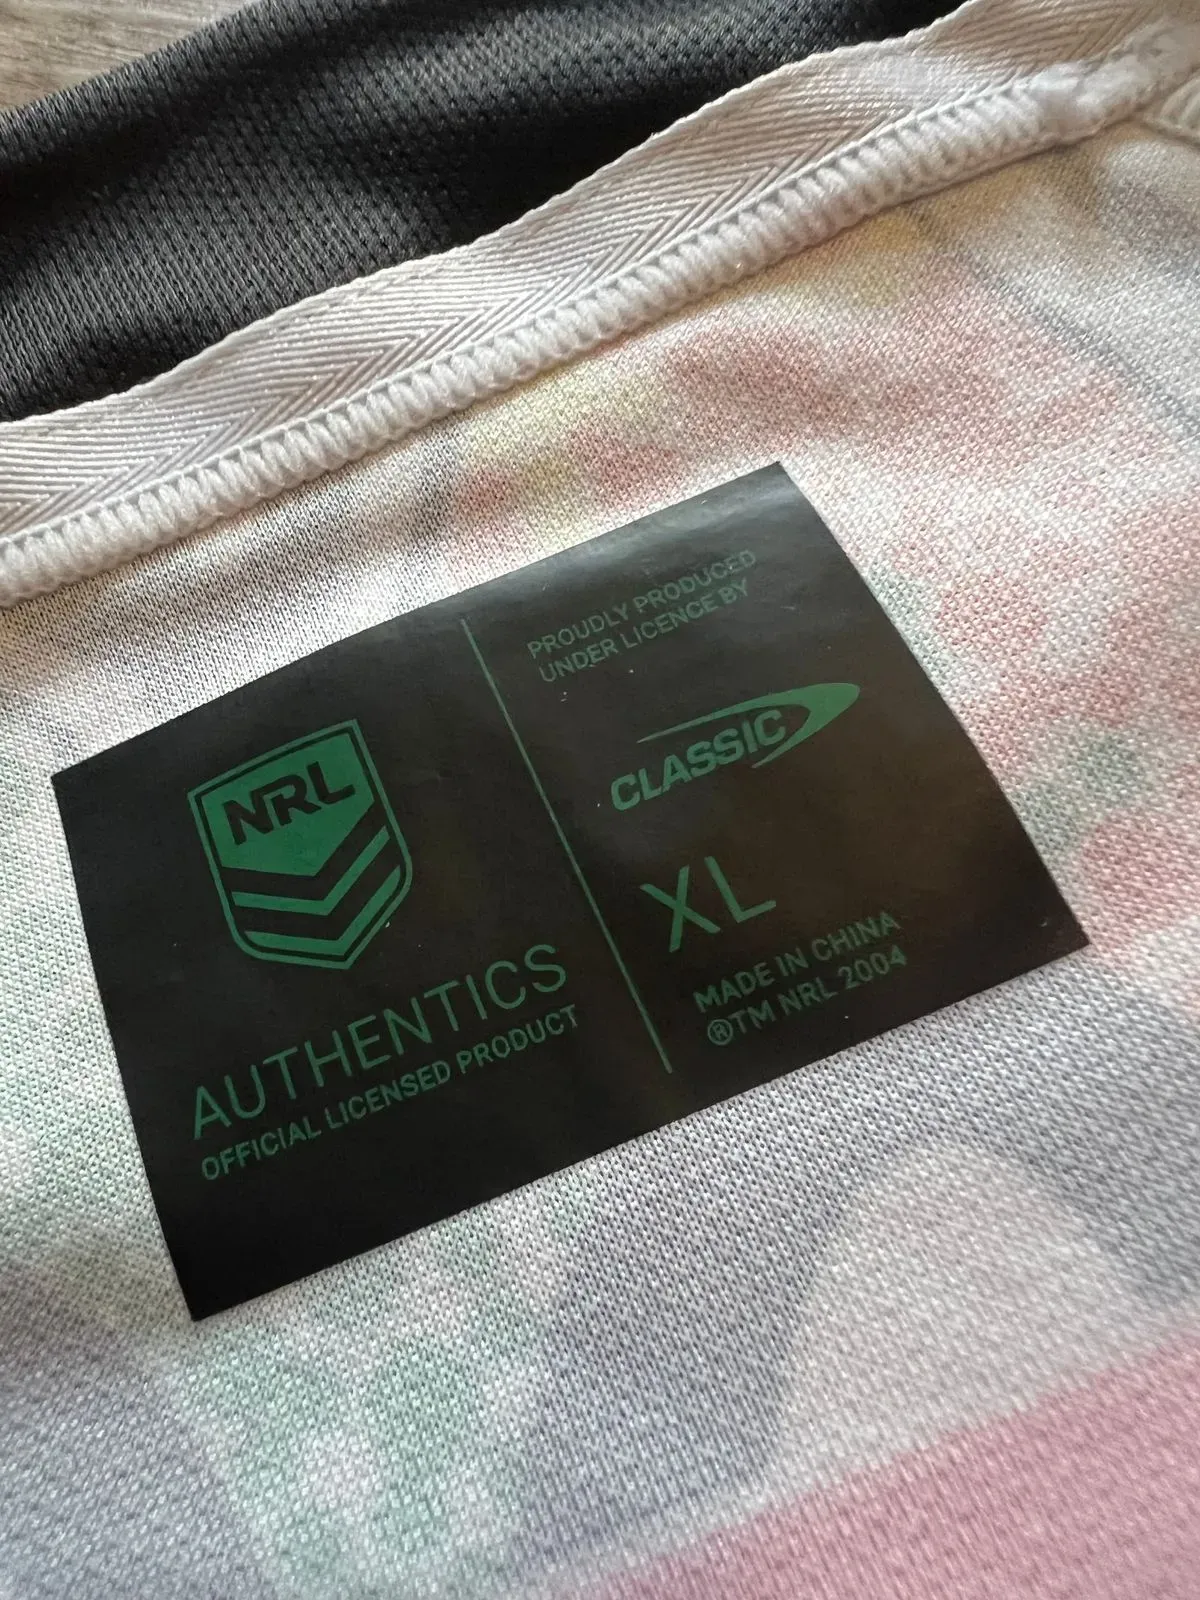 NRL
AUTHENTICS
OFFICIAL LICENSED PRODUCT
PROUDLY PRODUCED
UNDER LICENCE BY
CLASSIC
XL
MADE IN CHINA
®TM NRL 2004